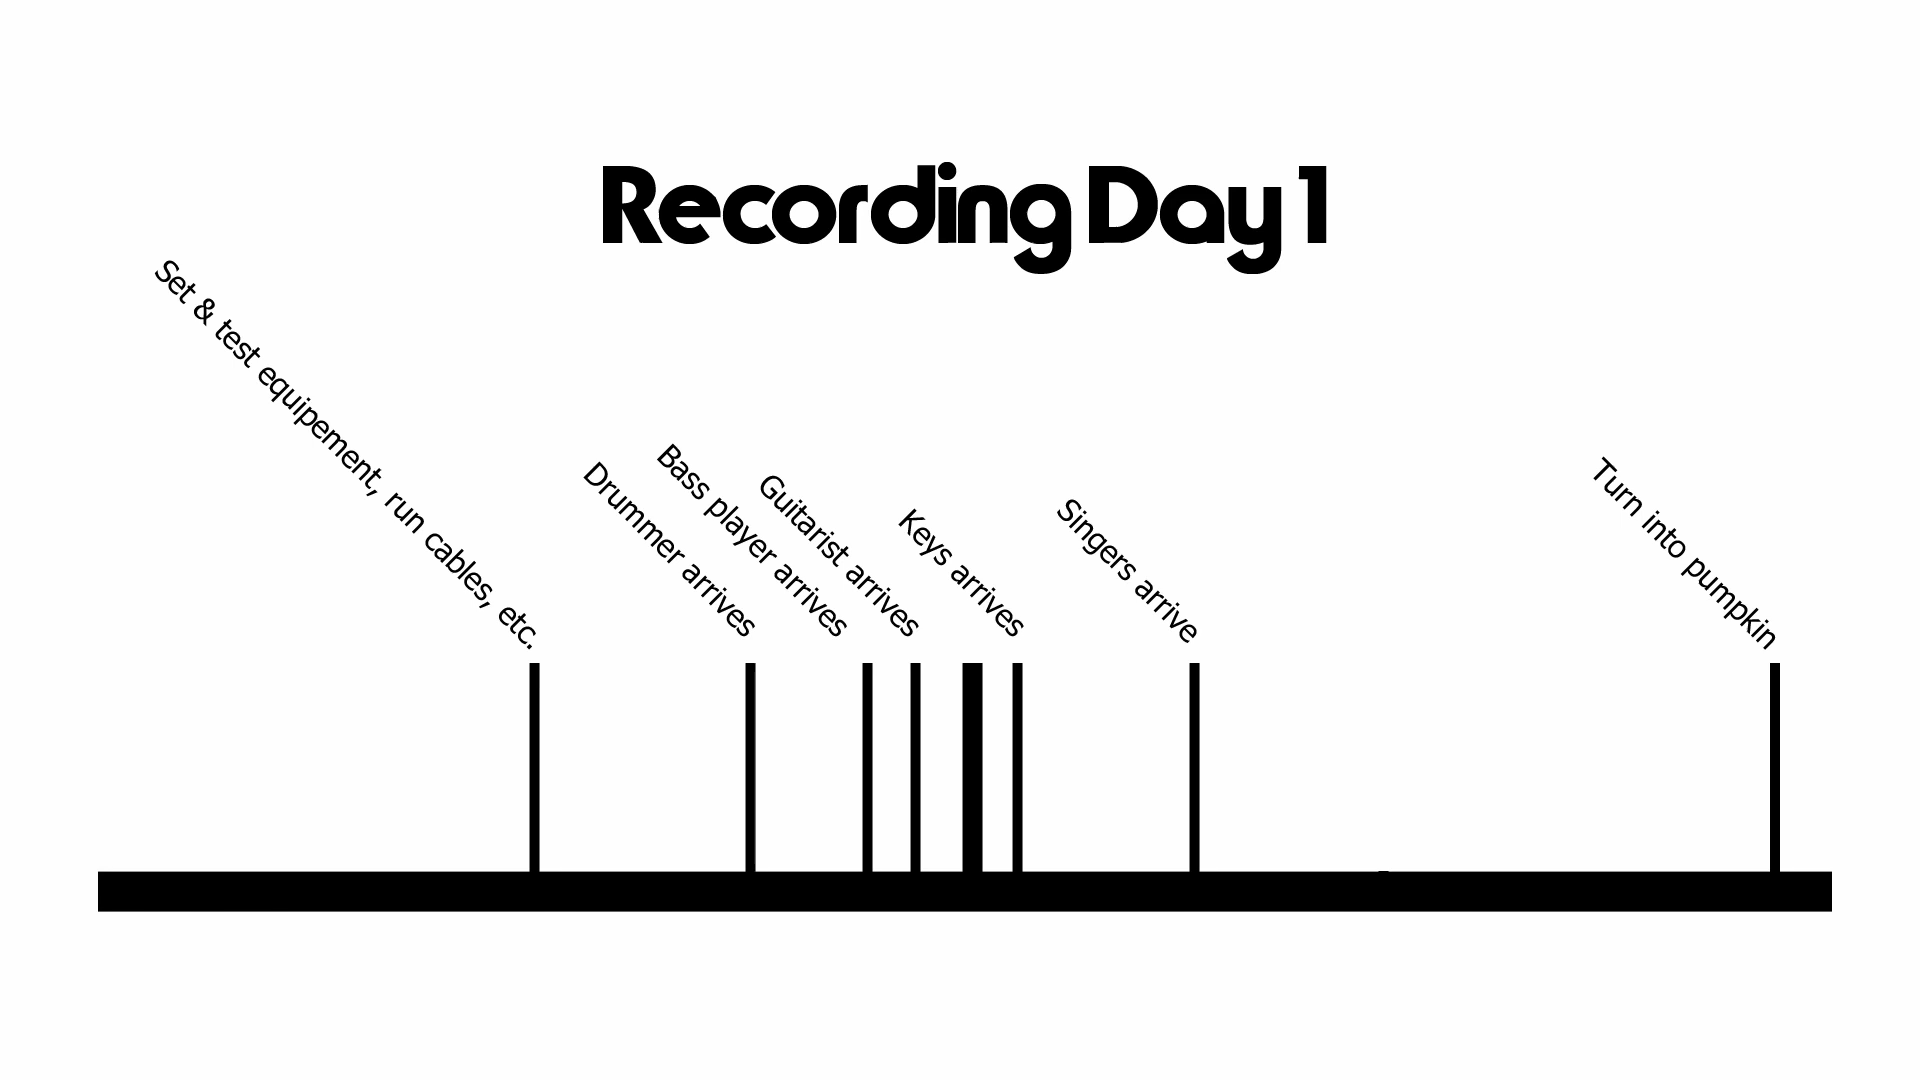 Recording Day 1
Set & test equipement, run cables, etc.
Drummer arrives
Bass player arrives
Guitarist arrives
Keys arrives
Singers arrive
Turn into pumpkin